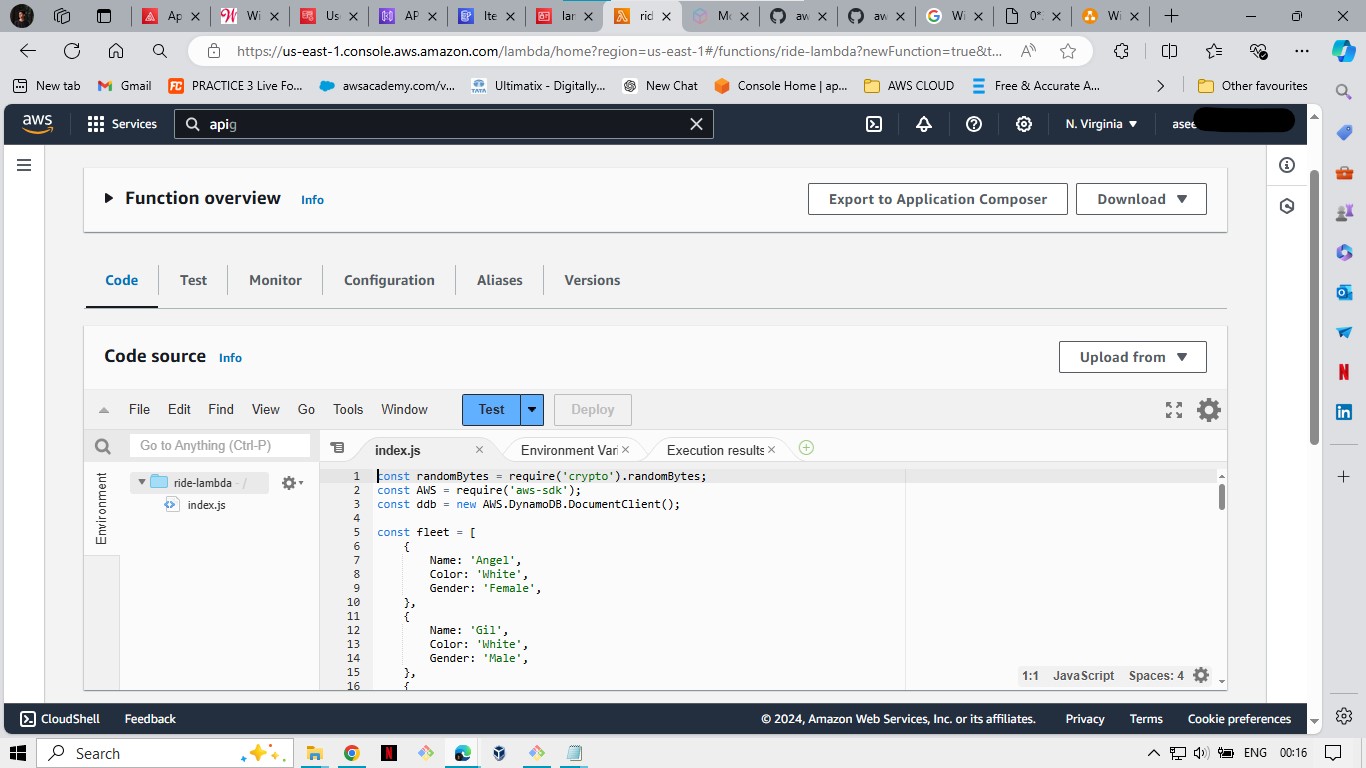 Ap
Wi
Us
AP
Ite
lar
rid
Mo
aw
aw
Wi
0*.
Wi
https://us-east-1.console.aws.amazon.com/lambda/home?region=us-east-1#/functions/ride-lambda?newFunction=true&t...
New tab
Gmail
PRACTICE 3 Live Fo...
awsacademy.com/v...
Ultimatix - Digitally...
New Chat
Console Home | ap...
AWS CLOUD
Free & Accurate A...
Other favourites
aws
Services
apig
N. Virginia
asee
Function overview
Info
Export to Application Composer
Download
Code
Test
Monitor
Configuration
Aliases
Versions
Code source
Info
Upload from
File
Edit
Find
View
Go
Tools
Window
Test
Deploy
Go to Anything (Ctrl-P)
index.js
Environment Var
Execution results
Environment
ride-lambda - /
index.js
1 const randomBytes = require('crypto').randomBytes;
2 const AWS = require('aws-sdk');
3 const ddb = new AWS.DynamoDB.DocumentClient();
4
5 const fleet = [
6 {
7 Name: 'Angel',
8 Color: 'White',
9 Gender: 'Female',
10 },
11 {
12 Name: 'Gil',
13 Color: 'White',
14 Gender: 'Male',
15 },
16 {
1:1 JavaScript Spaces: 4
CloudShell
Feedback
© 2024, Amazon Web Services, Inc. or its affiliates.
Privacy
Terms
Cookie preferences
Search
ENG
00:16